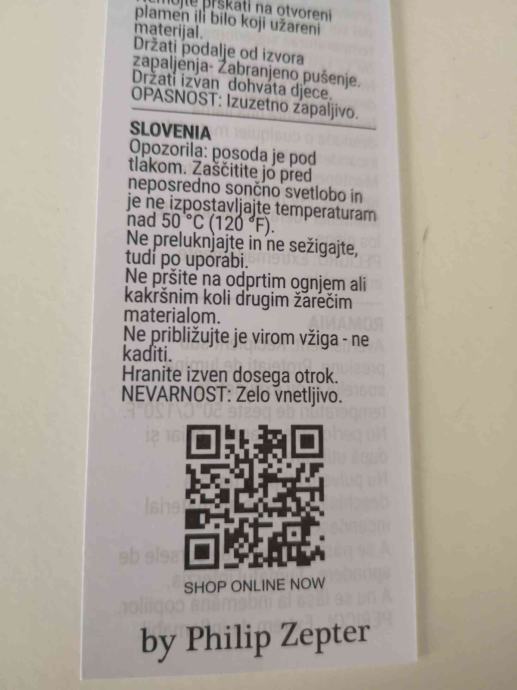 Nemojte prskati na otvoreni
plamen ili bilo koji užareni
materijal.
Držati podalje od izvora
zapaljenja- Zabranjeno pušenje.
Držati izvan dohvata djece.
OPASNOST: Izuzetno zapaljivo.
SLOVENIA
Opozorila: posoda je pod
tlakom. Zaščitite jo pred
neposredno sončno svetlobo in
je ne izpostavljajte temperaturam
nad 50 °C (120 °F).
Ne preluknjajte in ne sežigajte,
tudi po uporabi.
Ne pršite na odprtim ognjem ali
kakršnim koli drugim žarečim
materialom.
Ne približujte je virom vžiga - ne
kaditi.
Hranite izven dosega otrok.
NEVARNOST: Zelo vnetljivo.
SHOP ONLINE NOW
by Philip Zepter